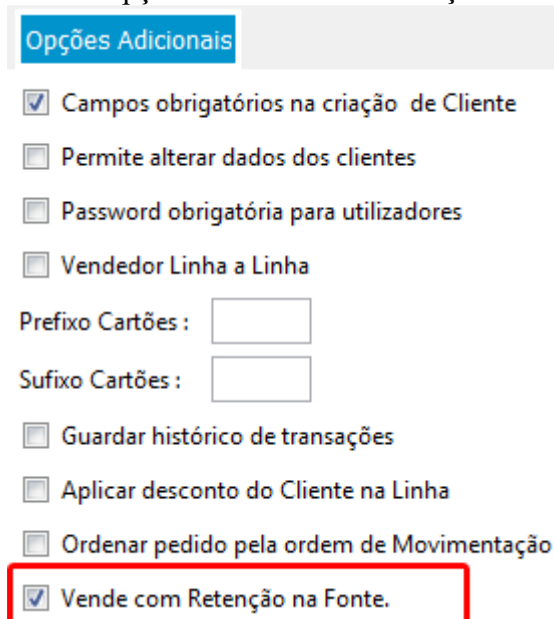 Opções Adicionais
Campos obrigatórios na criação de Cliente
Permite alterar dados dos clientes
Password obrigatória para utilizadores
Vendedor Linha a Linha
Prefixo Cartões :
Sufixo Cartões :
Guardar histórico de transações
Aplicar desconto do Cliente na Linha
Ordenar pedido pela ordem de Movimentação
Vende com Retenção na Fonte.